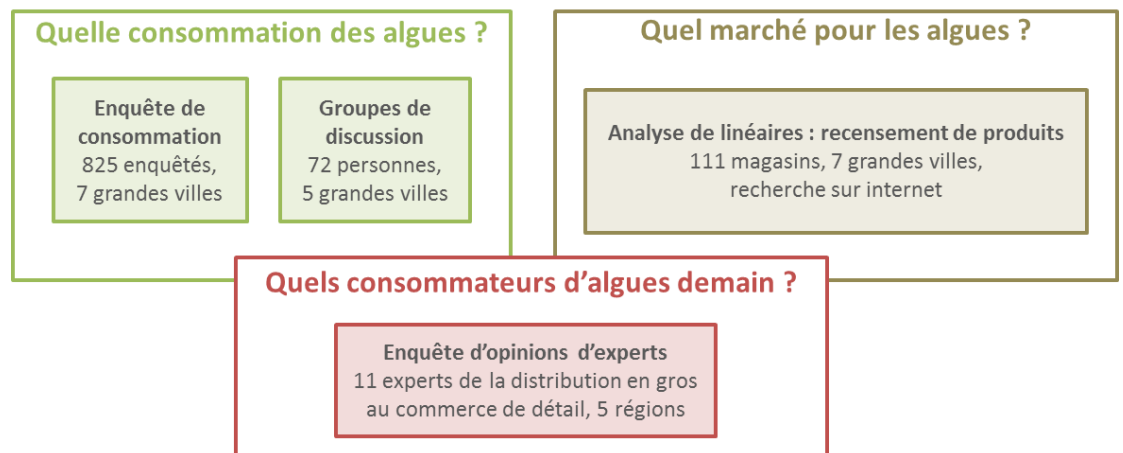 Quelle consommation des algues ?
Enquête de
consommation
825 enquêtés,
7 grandes villes
Groupes de
discussion
72 personnes,
5 grandes villes
Quel marché pour les algues ?
Analyse de linéaires : recensement de produits
111 magasins, 7 grandes villes,
recherche sur internet
Quels consommateurs d’algues demain ?
Enquête d’opinions d’experts
11 experts de la distribution en gros
au commerce de détail, 5 régions